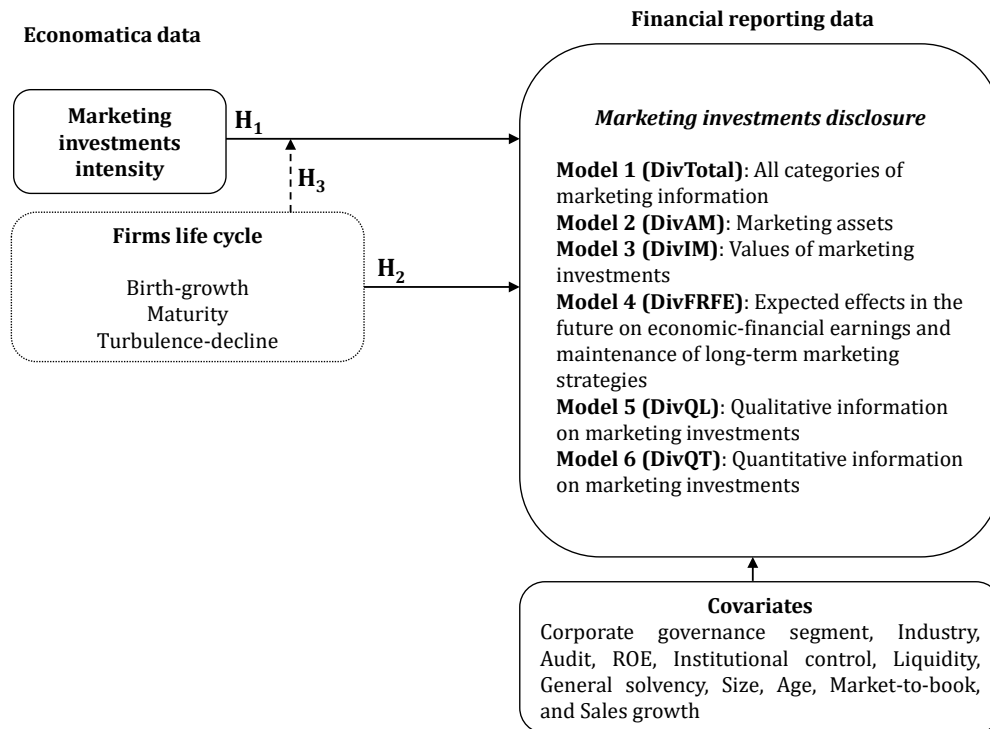 Economatica data
Financial reporting data
Marketing
investments
intensity
H1
H3
Firms life cycle
Birth-growth
Maturity
Turbulence-decline
H2
Marketing investments disclosure
Model 1 (DivTotal): All categories of
marketing information
Model 2 (DivAM): Marketing assets
Model 3 (DivIM): Values of marketing
investments
Model 4 (DivFRFE): Expected effects in the
future on economic-financial earnings and
maintenance of long-term marketing
strategies
Model 5 (DivQL): Qualitative information
on marketing investments
Model 6 (DivQT): Quantitative information
on marketing investments
Covariates
Corporate governance segment, Industry,
Audit, ROE, Institutional control, Liquidity,
General solvency, Size, Age, Market-to-book,
and Sales growth